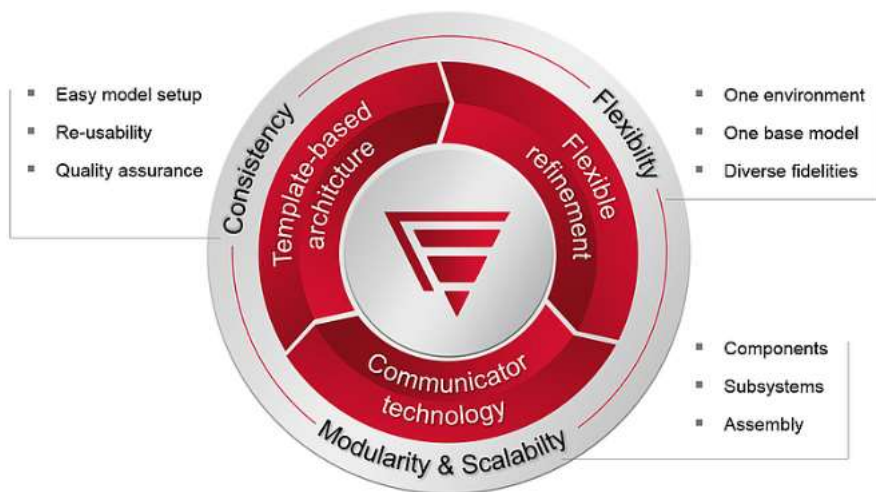 Easy model setup
Re-usability
Quality assurance
Consistency
Template-based
architcture
Flexibilty
Flexible
refinement
One environment
One base model
Diverse fidelities
Communicator
technology
Modularity & Scalabilty
Components
Subsystems
Assembly